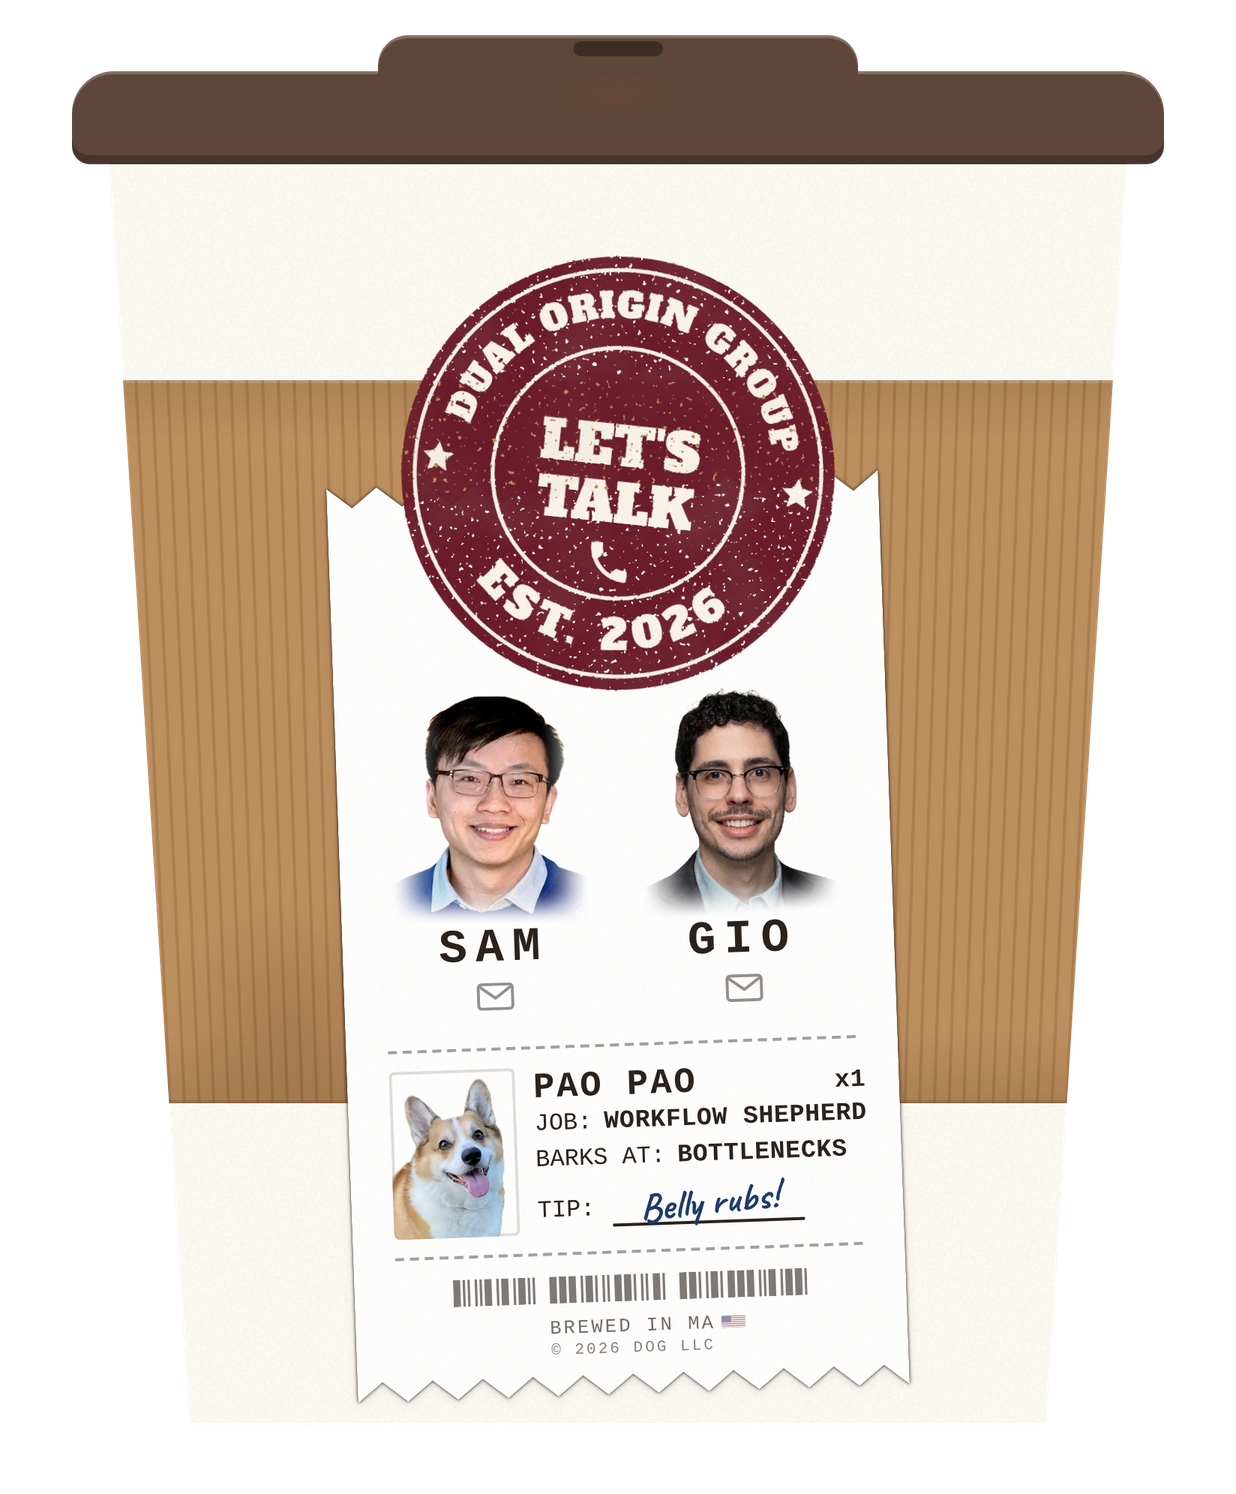 DUAL ORIGIN GROUP
LET'S
TALK
EST. 2026
SAM
GIO
PAO PAO x1
JOB: WORKFLOW SHEPHERD
BARKS AT: BOTTLENECKS
TIP: Belly rubs!
BREWED IN MA
© 2026 DOG LLC